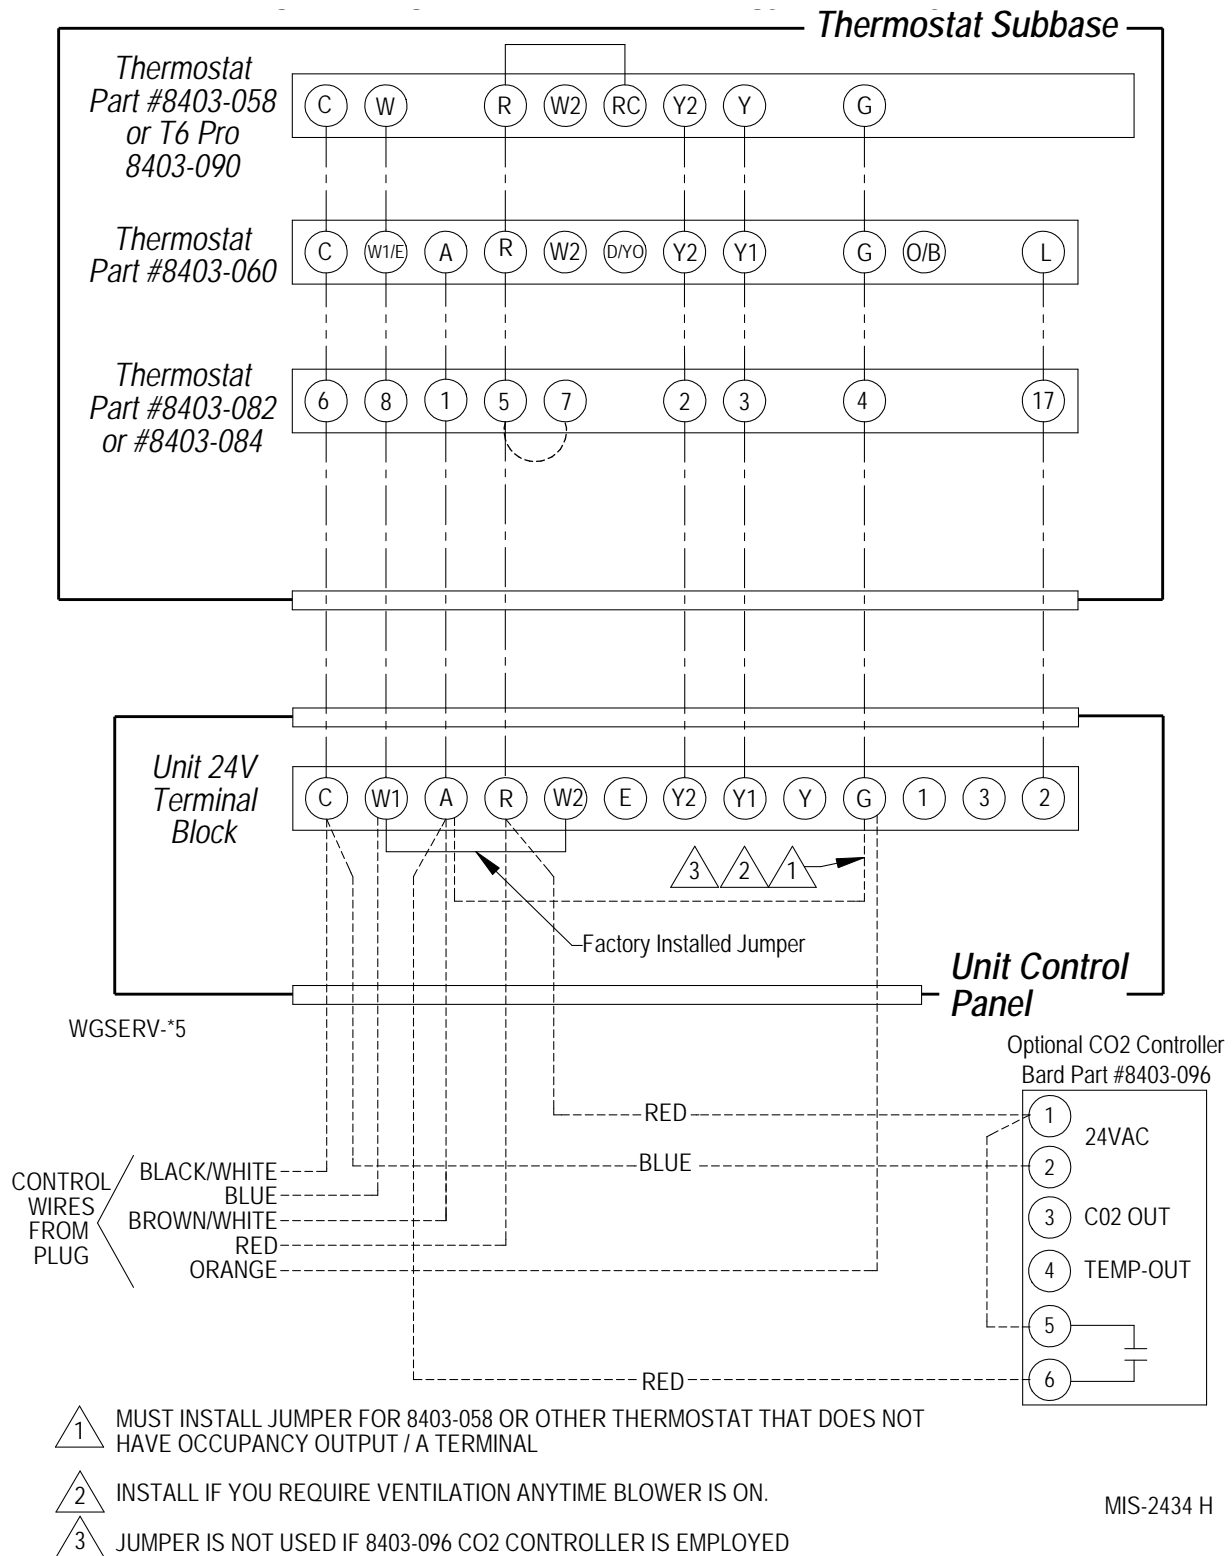 Thermostat Subbase
Thermostat
Part #8403-058
or T6 Pro
8403-090
C W R W2 RC Y2 Y G
Thermostat
Part #8403-060
C W1/E A R W2 D/YO Y2 Y1 G O/B L
Thermostat
Part #8403-082
or #8403-084
6 8 1 5 7 2 3 4 17
Unit 24V
Terminal
Block
C W1 A R W2 E Y2 Y1 Y G 1 3 2
3 2 1
Factory Installed Jumper
Unit Control
Panel
WGSERV-*5
Optional CO2 Controller
Bard Part #8403-096
RED
1
24VAC
BLUE
2
CONTROL
WIRES
FROM
PLUG
BLACK/WHITE
BLUE
BROWN/WHITE
RED
ORANGE
3 C02 OUT
4 TEMP-OUT
5
RED
6
1 MUST INSTALL JUMPER FOR 8403-058 OR OTHER THERMOSTAT THAT DOES NOT
HAVE OCCUPANCY OUTPUT / A TERMINAL
2 INSTALL IF YOU REQUIRE VENTILATION ANYTIME BLOWER IS ON.
MIS-2434 H
3 JUMPER IS NOT USED IF 8403-096 CO2 CONTROLLER IS EMPLOYED